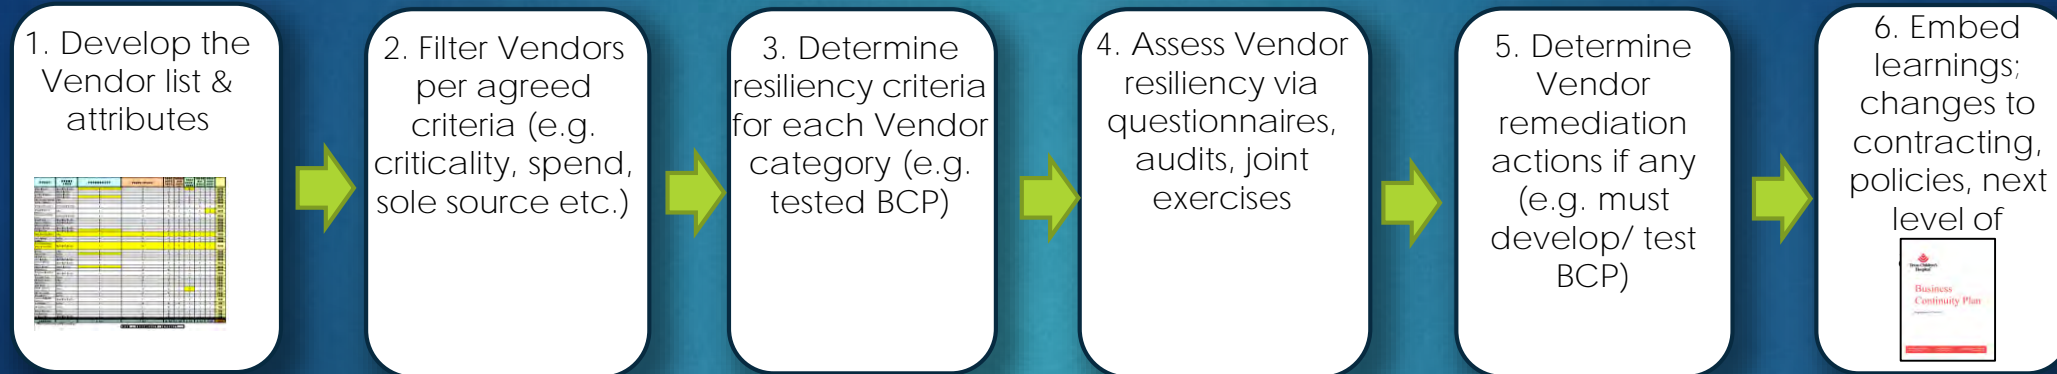 1. Develop the
Vendor list &
attributes
2. Filter Vendors
per agreed
criteria (e.g.
criticality, spend,
sole source etc.)
3. Determine
resiliency criteria
for each Vendor
category (e.g.
tested BCP)
4. Assess Vendor
resiliency via
questionnaires,
audits, joint
exercises
5. Determine
Vendor
remediation
actions if any
(e.g. must
develop/ test
BCP)
6. Embed
learnings;
changes to
contracting,
policies, next
level of
Texas Children's
Hospital
Business
Continuity Plan